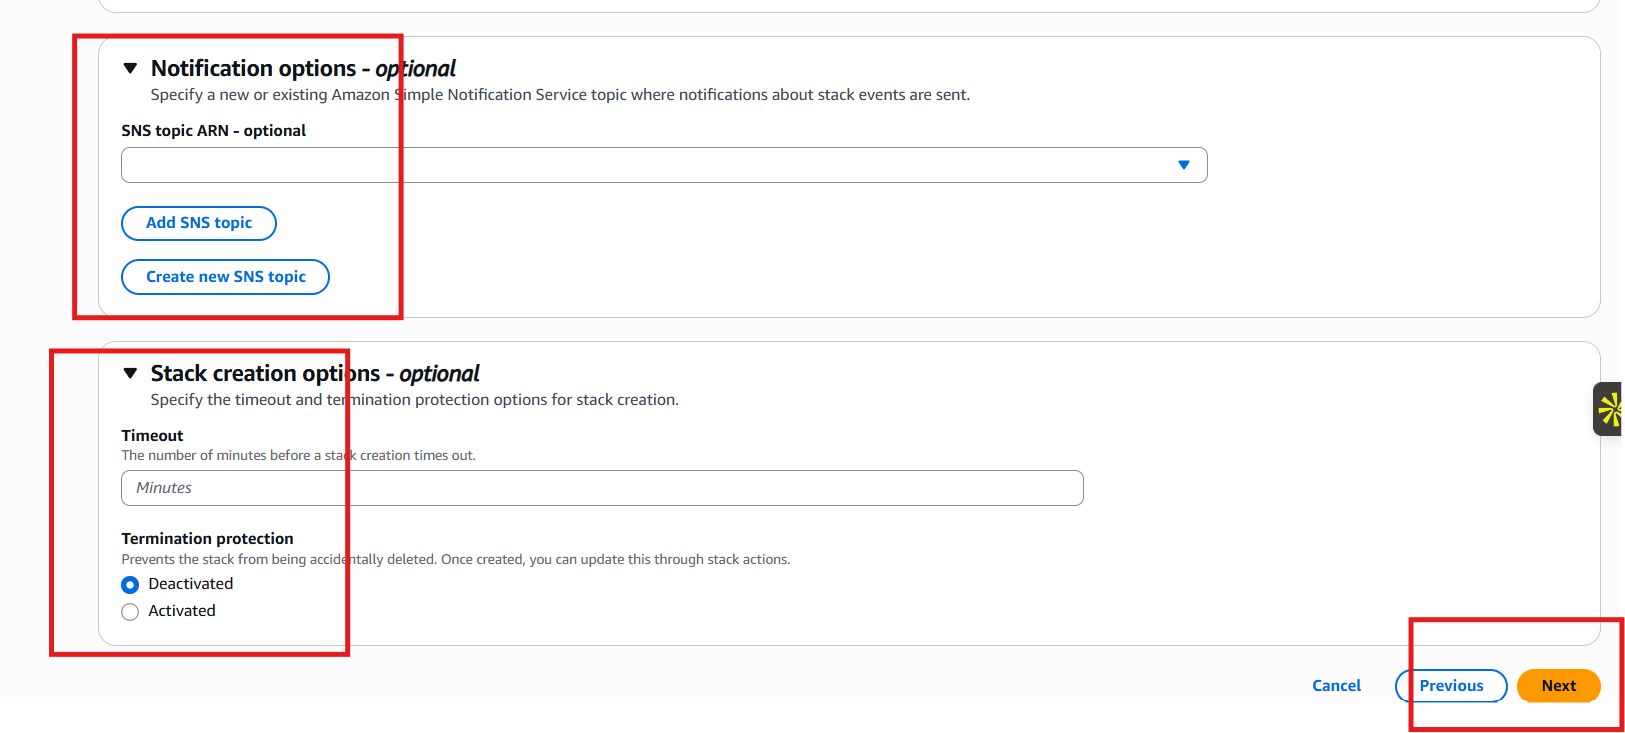 Notification options - optional
Specify a new or existing Amazon Simple Notification Service topic where notifications about stack events are sent.
SNS topic ARN - optional
Add SNS topic
Create new SNS topic
Stack creation options - optional
Specify the timeout and termination protection options for stack creation.
Timeout
The number of minutes before a stack creation times out.
Minutes
Termination protection
Prevents the stack from being accidentally deleted. Once created, you can update this through stack actions.
Deactivated
Activated
Cancel Previous Next